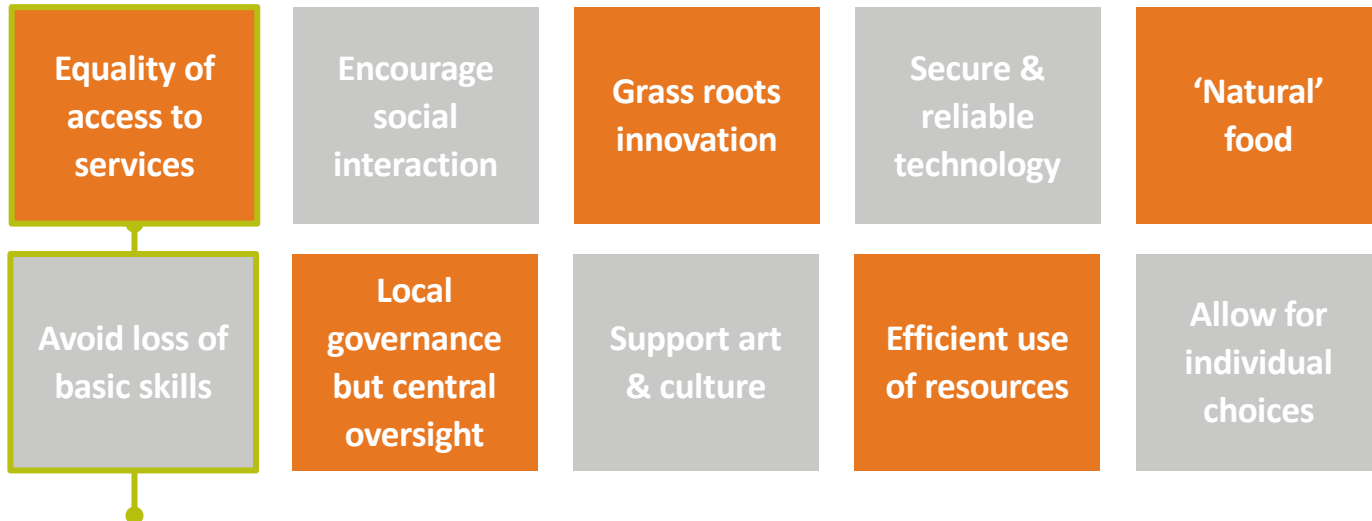 Equality of
access to
services
Encourage
social
interaction
Grass roots
innovation
Secure &
reliable
technology
‘Natural’
food
Avoid loss of
basic skills
Local
governance
but central
oversight
Support art
& culture
Efficient use
of resources
Allow for
individual
choices